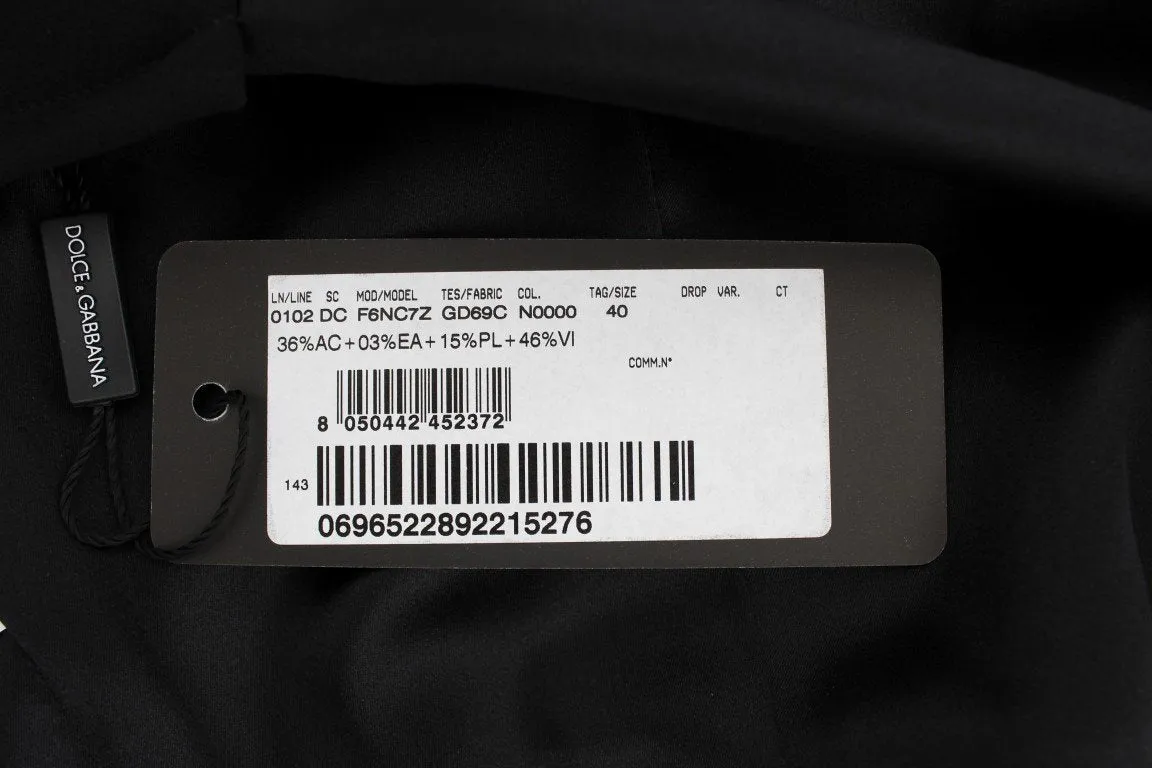 DOLCE & GABBANA
LN/LINE SC MOD/MODEL TES/FABRIC COL. TAG/SIZE DROP VAR. CT
0102 DC F6NC7Z GD69C N0000 40
36%AC+03%EA+15%PL+46%VI
COMM.N°
8 050442 452372
143
0696522892215276